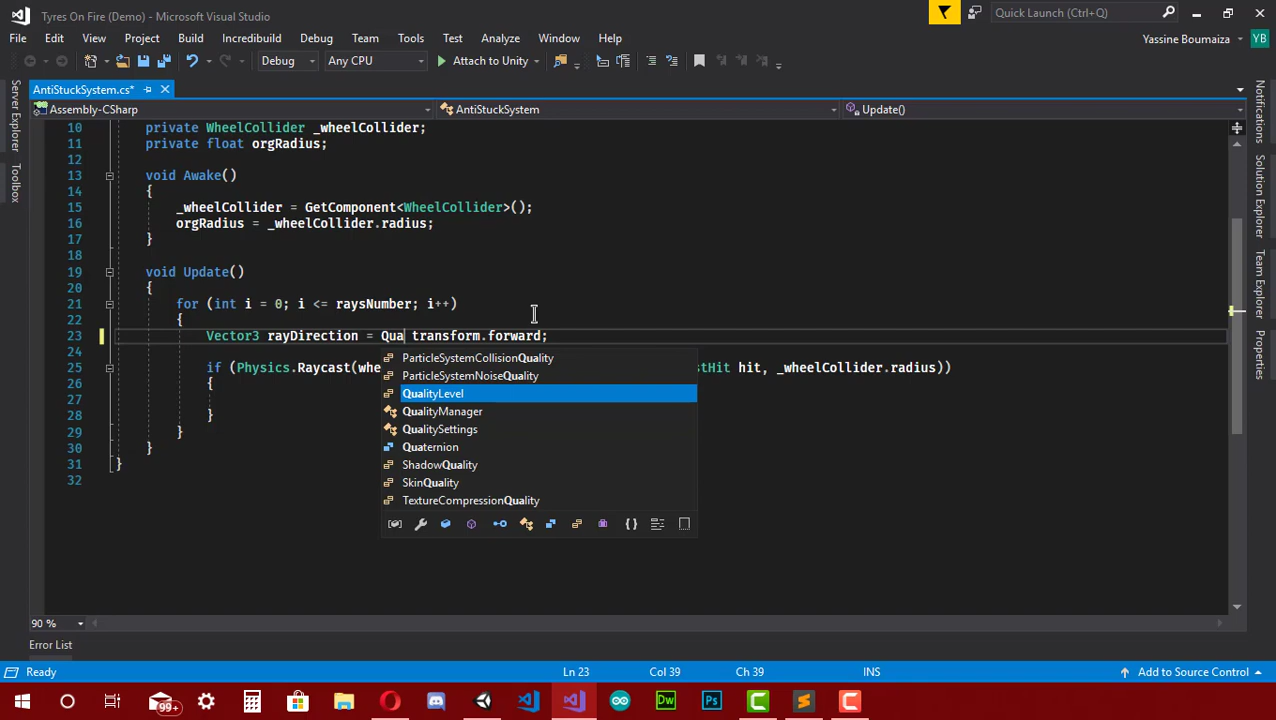 Tyres On Fire (Demo) - Microsoft Visual Studio
Quick Launch (Ctrl+Q)
File Edit View Project Build Incredibuild Debug Team Tools Test Analyze Window Help
Yassine Boumaiza YB
Debug Any CPU Attach to Unity
Server Explorer
Toolbox
AntiStuckSystem.cs*
Assembly-CSharp AntiStuckSystem Update()
10 private WheelCollider _wheelCollider;
11 private float orgRadius;
12
13 void Awake()
14 {
15 _wheelCollider = GetComponent<WheelCollider>();
16 orgRadius = _wheelCollider.radius;
17 }
18
19 void Update()
20 {
21 for (int i = 0; i <= raysNumber; i++)
22 {
23 Vector3 rayDirection = Qua transform.forward;
24
25 if (Physics.Raycast(whe stHit hit, _wheelCollider.radius))
26 {
27
28 }
29 }
30 }
31 }
32
ParticleSystemCollisionQuality
ParticleSystemNoiseQuality
QualityLevel
QualityManager
QualitySettings
Quaternion
ShadowQuality
SkinQuality
TextureCompressionQuality
Notifications
Solution Explorer
Team Explorer
Properties
90 %
Error List
Ready Ln 23 Col 39 Ch 39 INS Add to Source Control
99+ Dw Ps